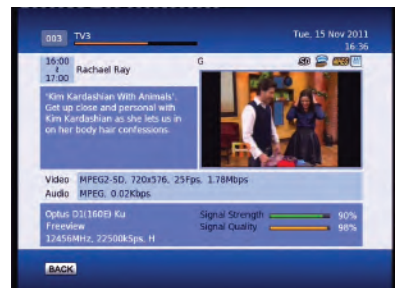 003 TV3 Tue, 15 Nov 2011
16:36
16:00
17:00
Rachael Ray G SD
'Kim Kardashian With Animals'.
Get up close and personal with
Kim Kardashian as she lets us in
on her body hair confessions
Video MPEG2-SD, 720x576, 25Fps, 1.78Mbps
Audio MPEG, 0.02Kbps
Optus D1(160E) Ku Signal Strength 90%
Freeview Signal Quality 98%
12456MHz, 22500kSps, H
BACK